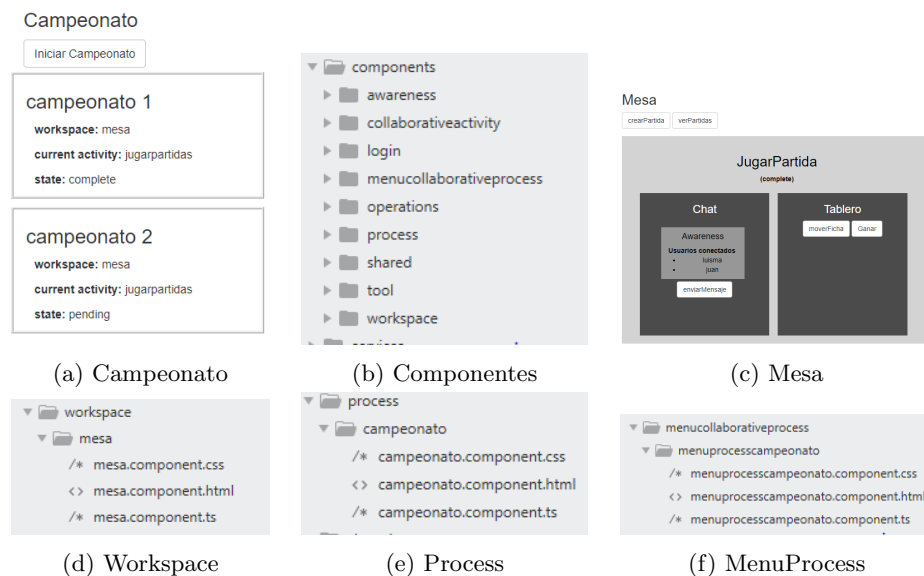 Campeonato
Iniciar Campeonato
campeonato 1
workspace: mesa
current activity: jugarpartidas
state: complete
campeonato 2
workspace: mesa
current activity: jugarpartidas
state: pending
(a) Campeonato
components
awareness
collaborativeactivity
login
menucollaborativeprocess
operations
process
shared
tool
workspace
(b) Componentes
Mesa
crearPartida verPartidas
JugarPartida
(complete)
Chat
Awareness
Usuarios conectados
luisma
juan
enviarMensaje
Tablero
moverFicha Ganar
(c) Mesa
workspace
mesa
/* mesa.component.css
<> mesa.component.html
/* mesa.component.ts
(d) Workspace
process
campeonato
/* campeonato.component.css
<> campeonato.component.html
/* campeonato.component.ts
(e) Process
menucollaborativeprocess
menuprocesscampeonato
/* menuprocesscampeonato.component.css
<> menuprocesscampeonato.component.html
/* menuprocesscampeonato.component.ts
(f) MenuProcess